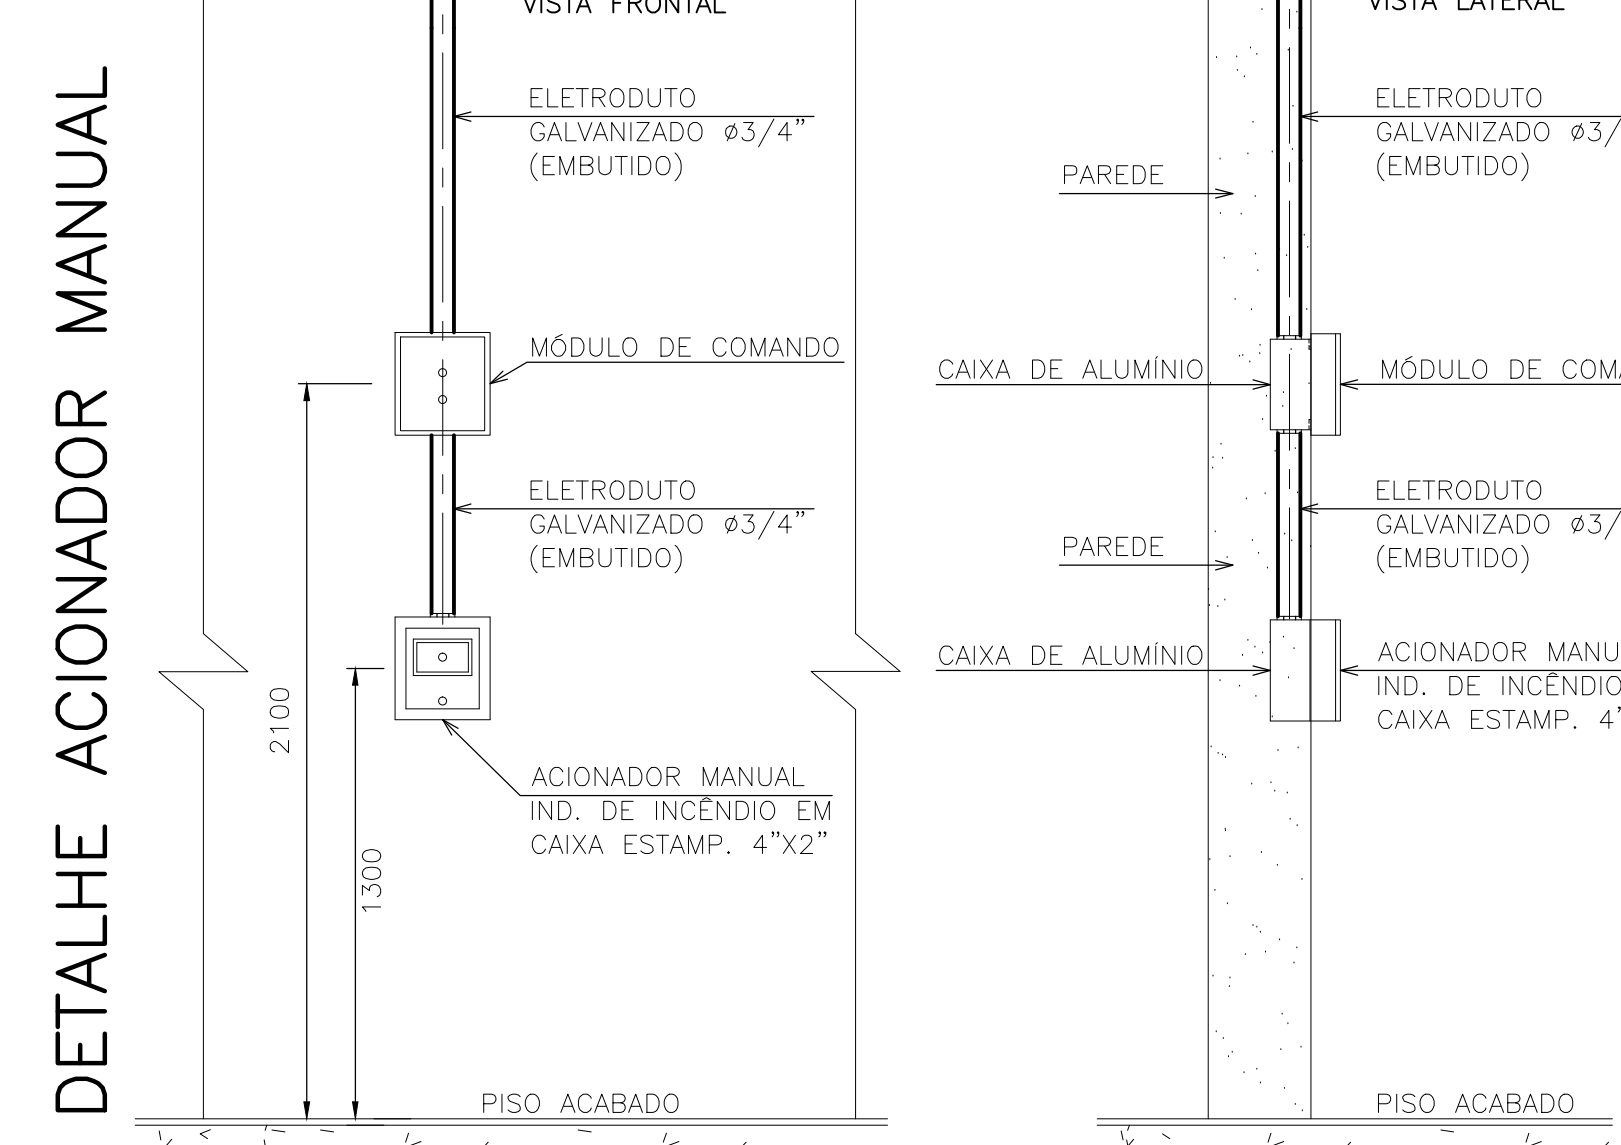 DETALHE ACIONADOR MANUAL
VISTA FRONTAL
ELETRODUTO
GALVANIZADO ø3/4”
(EMBUTIDO)
MÓDULO DE COMANDO
ELETRODUTO
GALVANIZADO ø3/4”
(EMBUTIDO)
2100
1300
ACIONADOR MANUAL
IND. DE INCÊNDIO EM
CAIXA ESTAMP. 4”X2”
PISO ACABADO
VISTA LATERAL
ELETRODUTO
GALVANIZADO ø3/
(EMBUTIDO)
PAREDE
CAIXA DE ALUMÍNIO
MÓDULO DE
ELETRODUTO
GALVANIZADO ø3/
(EMBUTIDO)
PAREDE
CAIXA DE ALUMÍNIO
ACIONADOR
IND. DE INCÊNDIO
CAIXA ESTAMP. 4”
PISO ACABADO